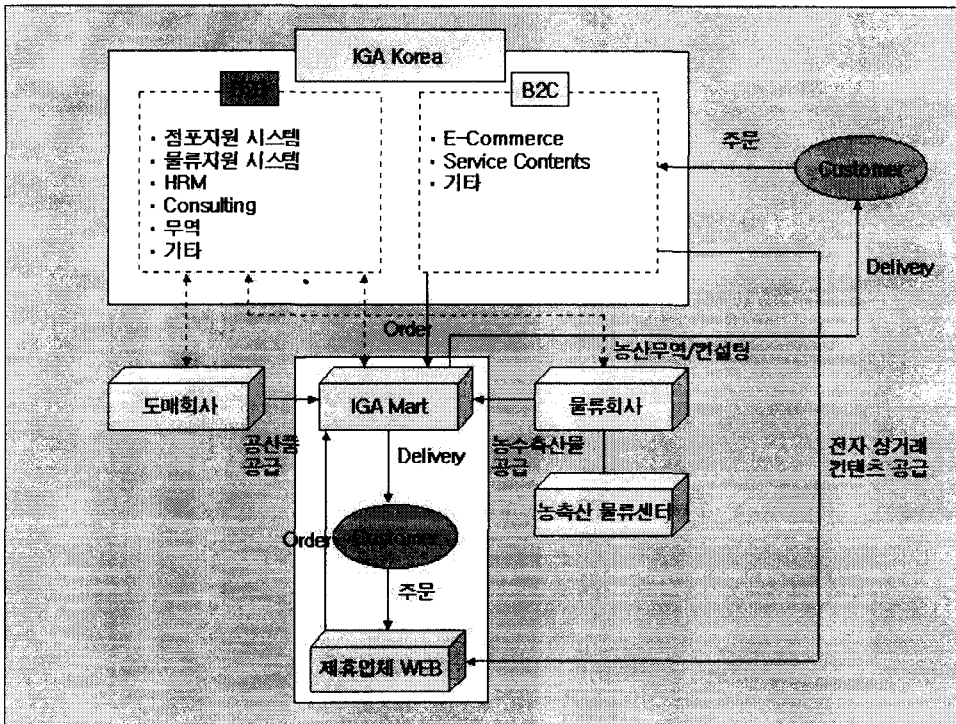 IGA Korea
B2B
B2C
· 점포지원 시스템
· 물류지원 시스템
· HRM
· Consulting
· 무역
· 기타
· E-Commerce
· Service Contents
· 기타
주문
Customer
Delivery
Order
농산무역/컨설팅
도매회사
IGA Mart
물류회사
공산품
공급
Delivery
농수축산물
공급
전자 상거래
컨텐츠 공급
농축산 물류센터
Order
Customer
주문
제휴업체 WEB